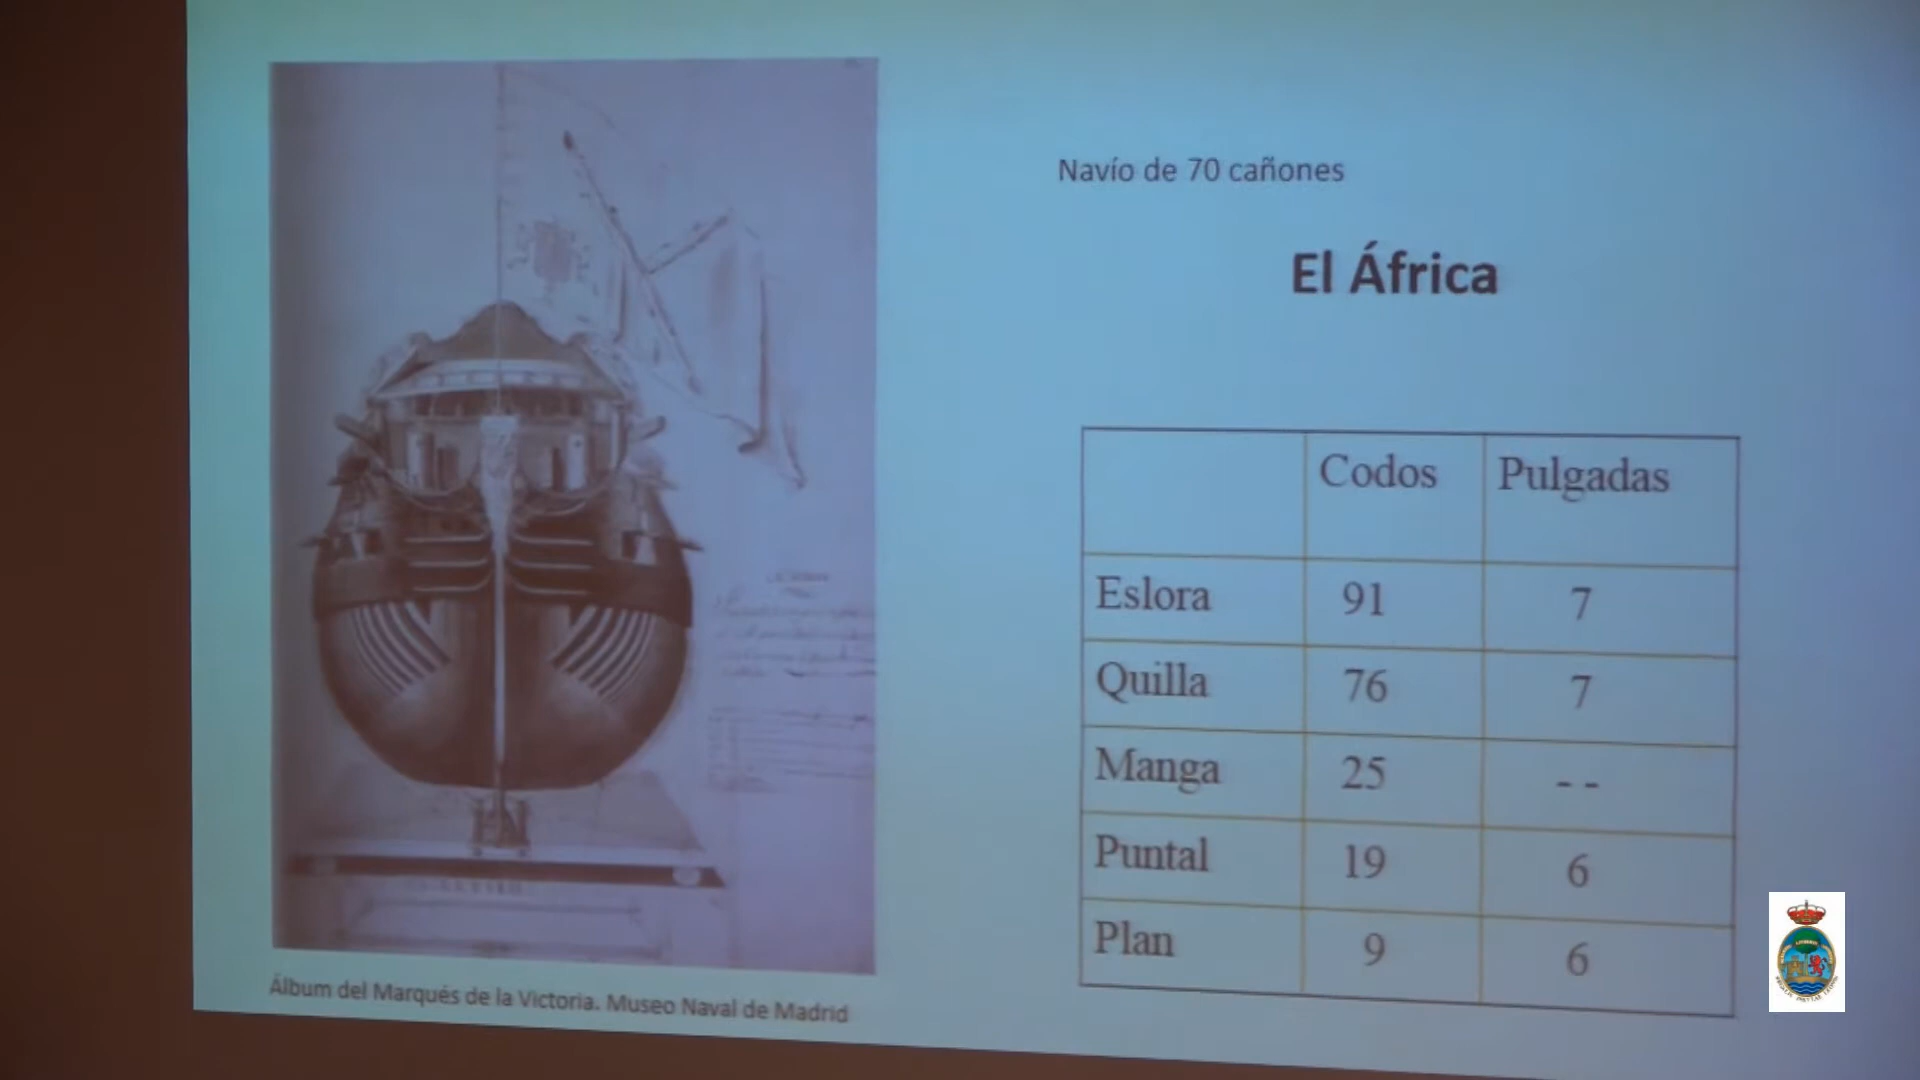 Navío de 70 cañones
El África
Codos Pulgadas
Eslora 91 7
Quilla 76 7
Manga 25 - -
Puntal 19 6
Plan 9 6
Álbum del Marqués de la Victoria. Museo Naval de Madrid